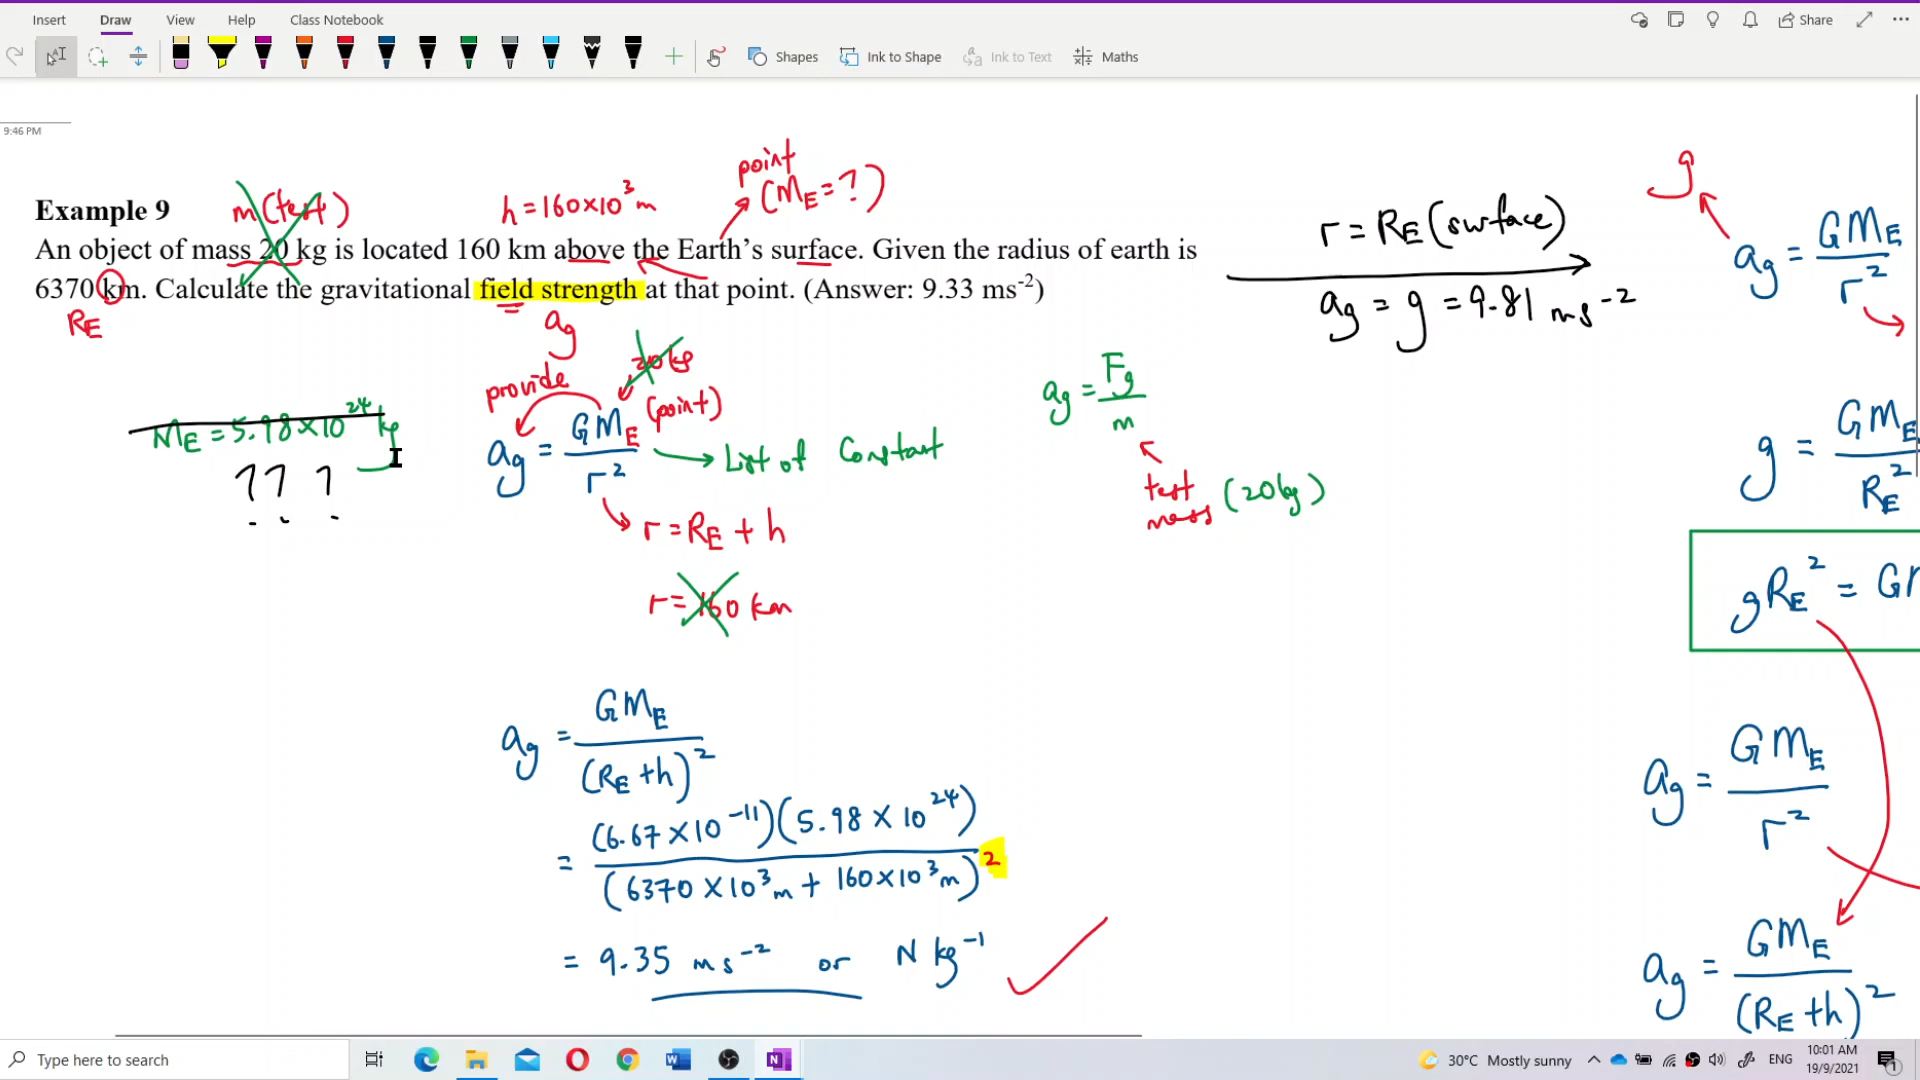 Insert Draw View Help Class Notebook Share
Shapes Ink to Shape Ink to Text Maths
9:46 PM
Example 9
m (test)
h = 160×10³ m
point
(M_E = ?)
An object of mass 20 kg is located 160 km above the Earth’s surface. Given the radius of earth is
6370 km. Calculate the gravitational field strength at that point. (Answer: 9.33 ms⁻²)
R_E
a_g
r = R_E (surface)
a_g = g = 9.81 ms⁻²
g
a_g = GM_E / r²
M_E = 5.98×10²⁴ kg
? ? ?
provide
20 kg
(point)
a_g = GM_E / r²
List of Constant
r = R_E + h
r = 160 km
a_g = F_g / m
test
mass (20kg)
g = GM_E / R_E²
gR_E² = G
a_g = GM_E / (R_E + h)²
= (6.67 × 10⁻¹¹)(5.98 × 10²⁴) / (6370 × 10³ m + 160 × 10³ m)²
= 9.35 ms⁻² or N kg⁻¹
a_g = GM_E / r²
a_g = GM_E / (R_E + h)²
Type here to search
30°C Mostly sunny
ENG
10:01 AM
19/9/2021
1